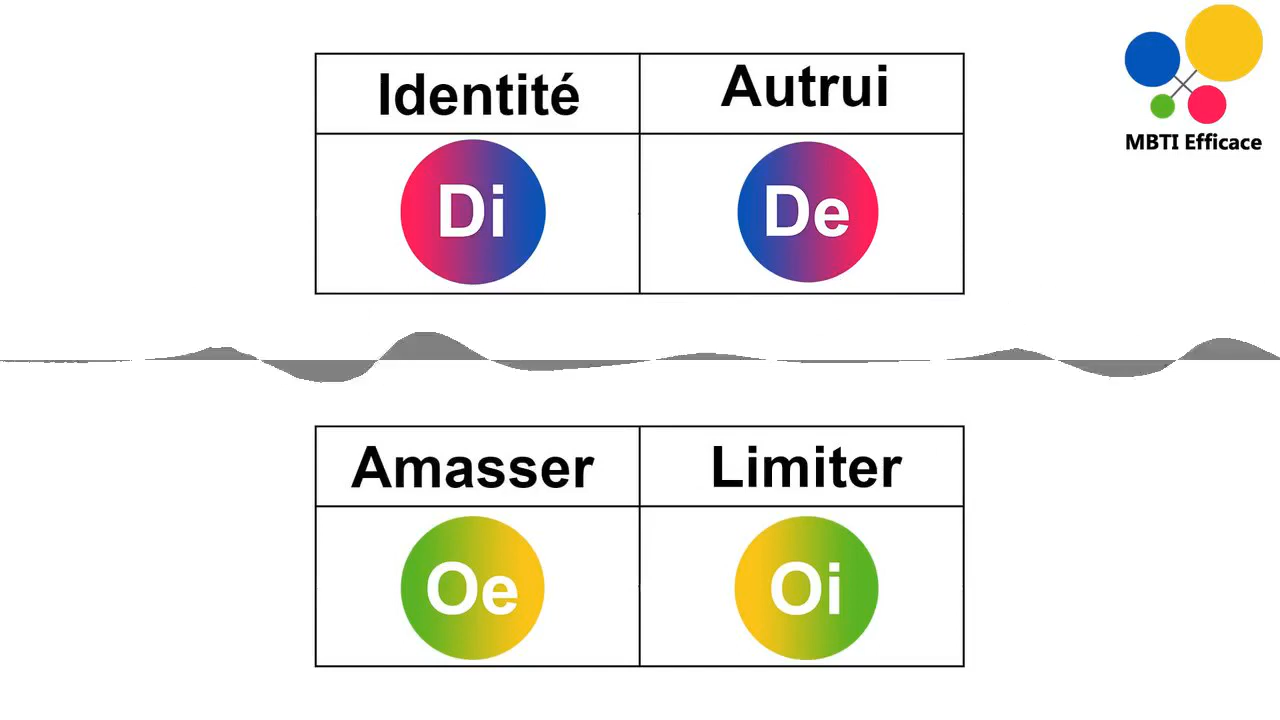 Identité
Autrui
Di
De
MBTI Efficace
Amasser
Limiter
Oe
Oi